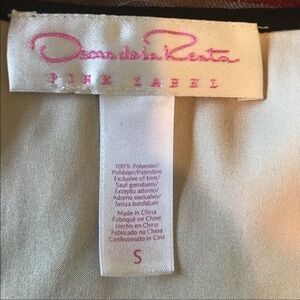 Oscar de la Renta
PINK LABEL
100% Polyester/
Poliéster/Poliestere
Exclusive of trim/
Sauf garnitures/
Excepto adorno/
Adorno exclusivo/
Senza bordature
Made in China
Fabriqué en Chine
Hecho en China
Fabricado na China
Confezionato in Cina
S